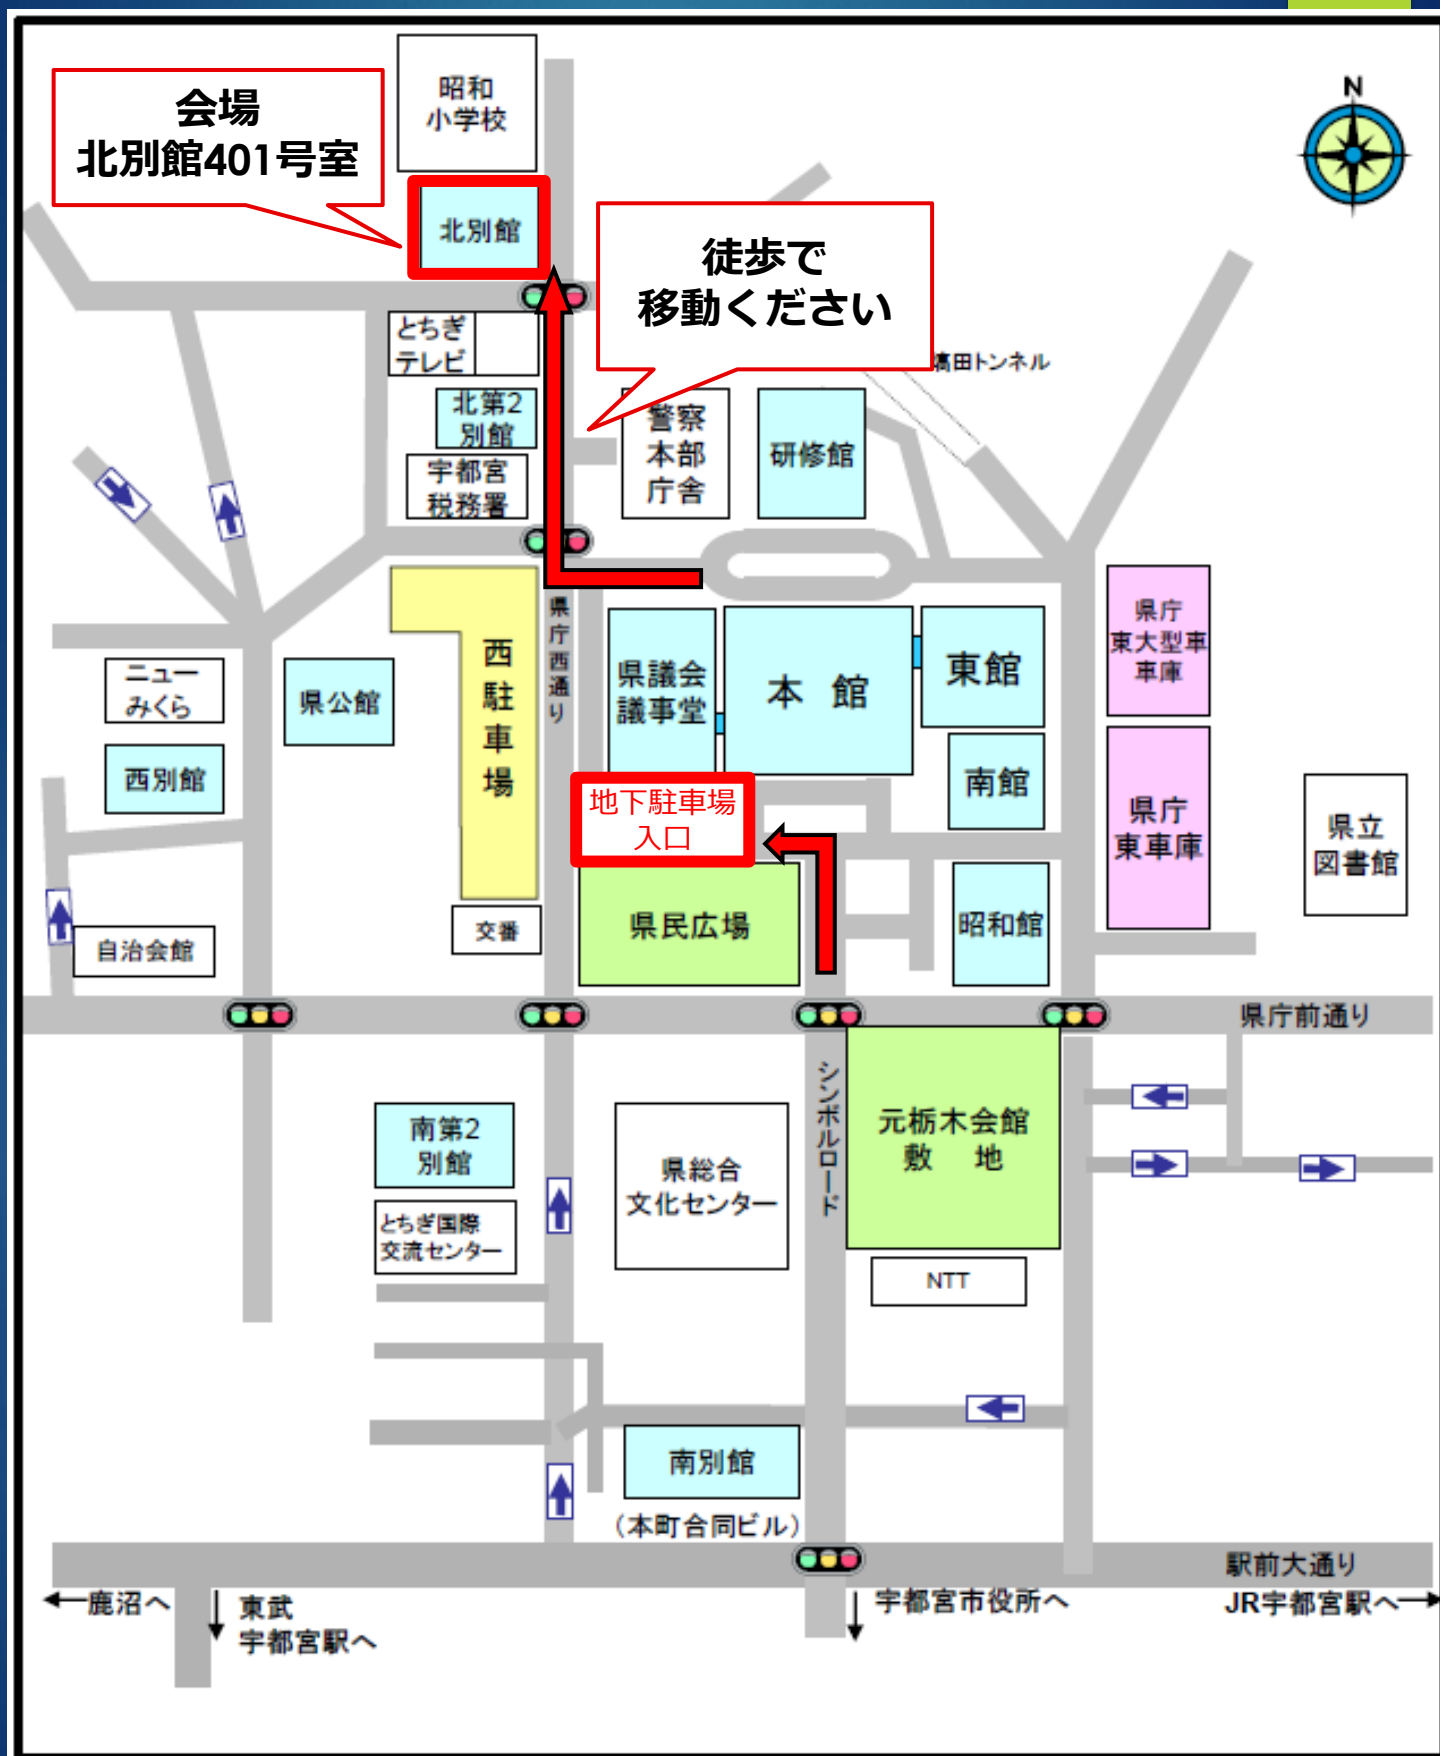 会場
北別館401号室
昭和
小学校
N
北別館
徒歩で
移動ください
とちぎ
テレビ
塙田トンネル
北第2
別館
警察
本部
庁舎
研修館
宇都宮
税務署
県庁西通り
西駐車場
県議会
議事堂
本 館
東館
県庁
東大型車
車庫
ニュー
みくら
県公館
西別館
南館
地下駐車場
入口
県庁
東車庫
県立
図書館
交番
県民広場
昭和館
自治会館
県庁前通り
シンボルロード
元栃木会館
敷 地
南第2
別館
県総合
文化センター
とちぎ国際
交流センター
NTT
南別館
(本町合同ビル)
駅前大通り
鹿沼へ
東武
宇都宮駅へ
宇都宮市役所へ
JR宇都宮駅へ